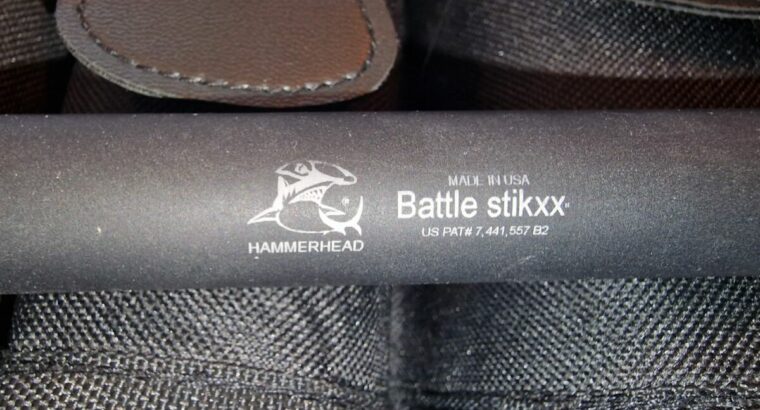 HAMMERHEAD
MADE IN USA
Battle stikxx
US PAT# 7,441,557 B2